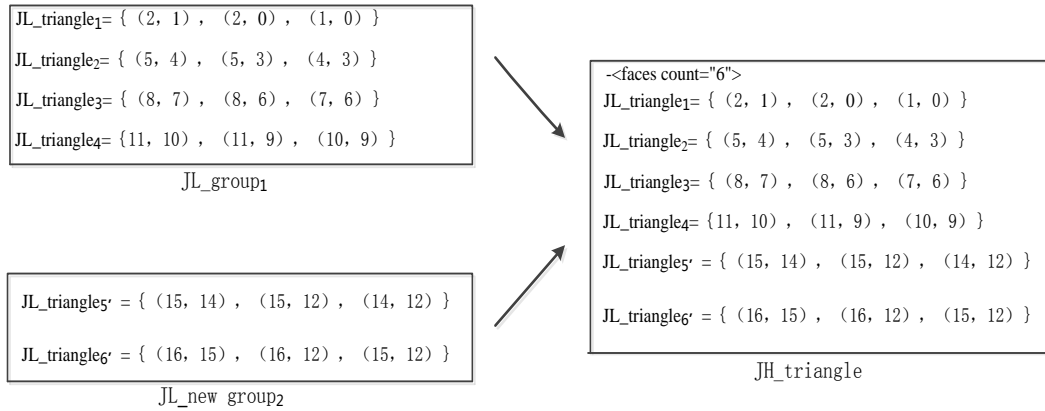 JL_triangle₁= { (2, 1) , (2, 0) , (1, 0) }
JL_triangle₂= { (5, 4) , (5, 3) , (4, 3) }
JL_triangle₃= { (8, 7) , (8, 6) , (7, 6) }
JL_triangle₄= {11, 10) , (11, 9) , (10, 9) }
JL_group₁
JL_triangle₅′ = { (15, 14) , (15, 12) , (14, 12) }
JL_triangle₆′ = { (16, 15) , (16, 12) , (15, 12) }
JL_new group₂
-<faces count="6">
JL_triangle₁= { (2, 1) , (2, 0) , (1, 0) }
JL_triangle₂= { (5, 4) , (5, 3) , (4, 3) }
JL_triangle₃= { (8, 7) , (8, 6) , (7, 6) }
JL_triangle₄= {11, 10) , (11, 9) , (10, 9) }
JL_triangle₅′ = { (15, 14) , (15, 12) , (14, 12) }
JL_triangle₆′ = { (16, 15) , (16, 12) , (15, 12) }
JH_triangle